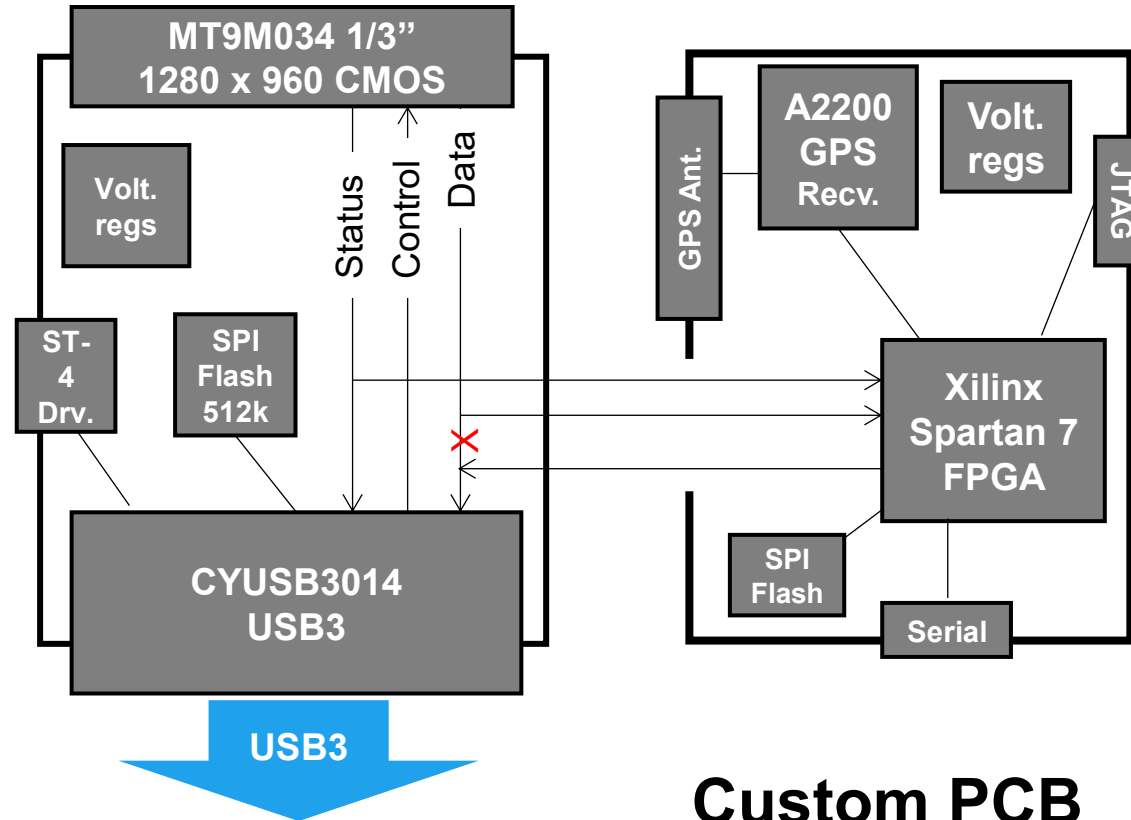 MT9M034 1/3’’
1280 x 960 CMOS
Status
Control
Data
Volt.
regs
ST-
4
Drv.
SPI
Flash
512k
CYUSB3014
USB3
USB3
GPS Ant.
A2200
GPS
Recv.
Volt.
regs
JTAG
Xilinx
Spartan 7
FPGA
SPI
Flash
Serial
Custom PCB